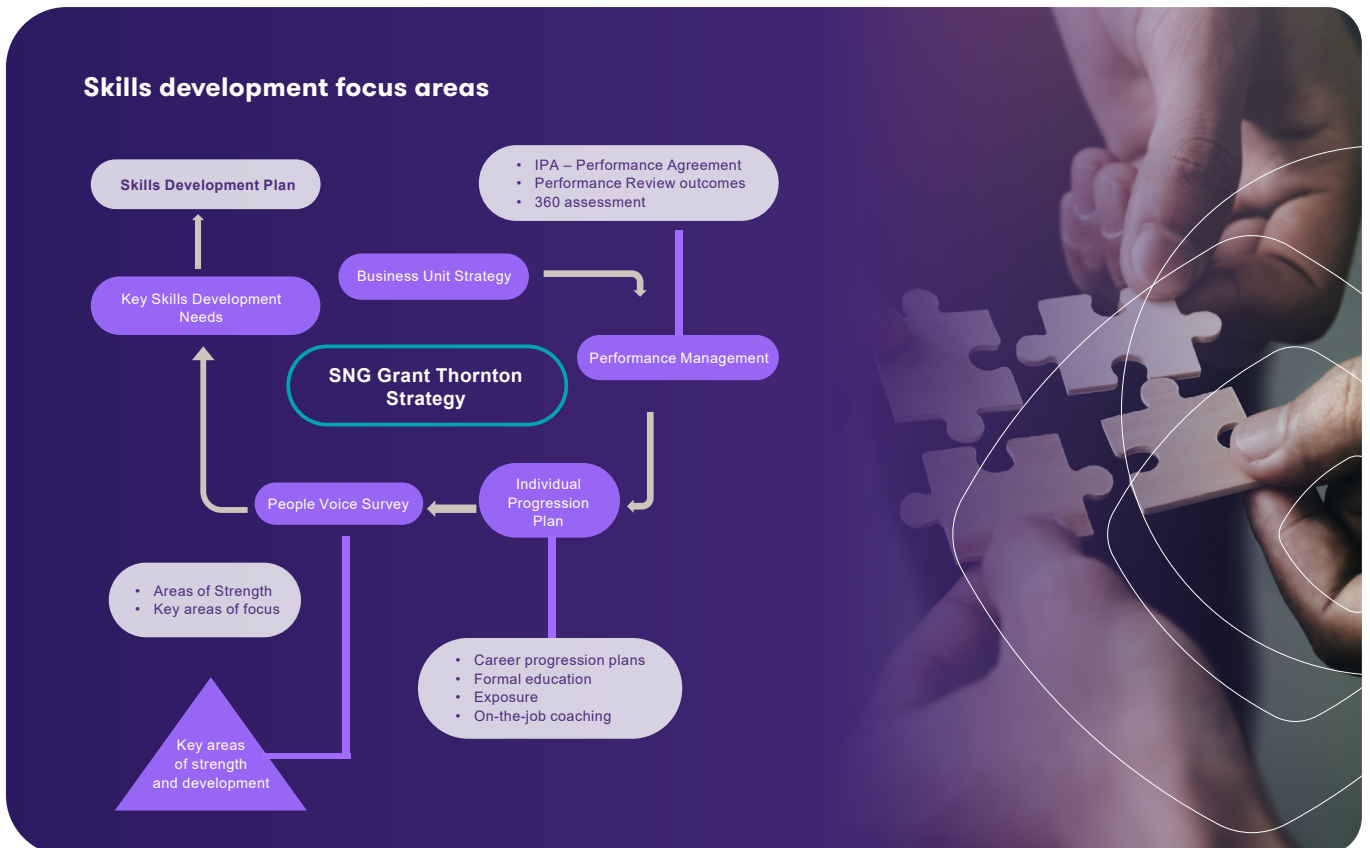 Skills development focus areas
Skills Development Plan
• IPA – Performance Agreement
• Performance Review outcomes
• 360 assessment
Business Unit Strategy
Key Skills Development
Needs
Performance Management
SNG Grant Thornton
Strategy
People Voice Survey
Individual
Progression
Plan
• Areas of Strength
• Key areas of focus
• Career progression plans
• Formal education
• Exposure
• On-the-job coaching
Key areas
of strength
and development